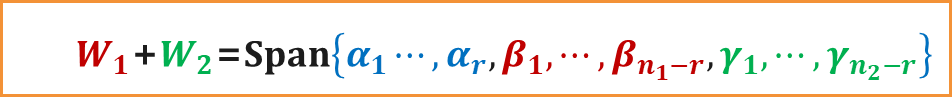 W₁+W₂=Span{α₁ ⋯ , αᵣ, β₁, ⋯ , βₙ₁₋ᵣ, γ₁, ⋯ , γₙ₂₋ᵣ}